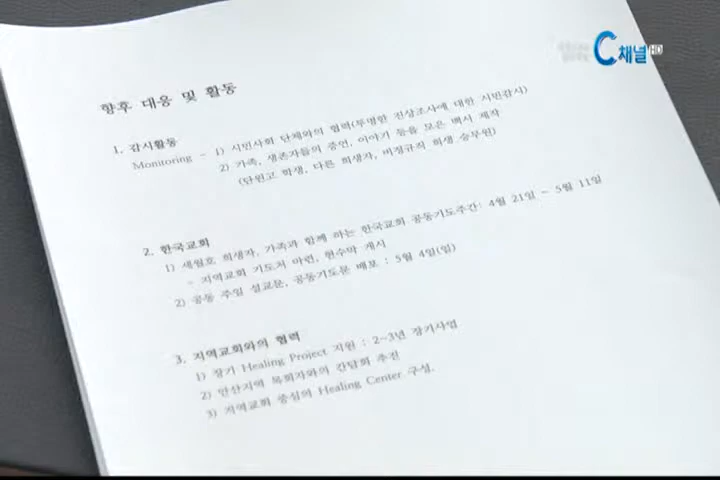 C채널 HD
향후 대응 및 활동
1. 감시활동
Monitoring - 1) 시민사회 단체와의 협력(투명한 진상조사에 대한 시민감시)
2) 가족, 생존자들의 증언, 이야기 등을 모은 백서 제작
(단원고 학생, 다른 희생자, 비정규직 희생 승무원)
2. 한국교회
1) 세월호 희생자, 가족과 함께 하는 한국교회 공동기도주간: 4월 21일 ~ 5월 11일
- 지역교회 기도처 마련, 현수막 게시
2) 공동 주일 설교문, 공동기도문 배포 : 5월 4일(일)
3. 지역교회와의 협력
1) 장기 Healing Project 지원 : 2~3년 장기사업
2) 안산지역 목회자와의 간담회 추진
3) 지역교회 중심의 Healing Center 구성.